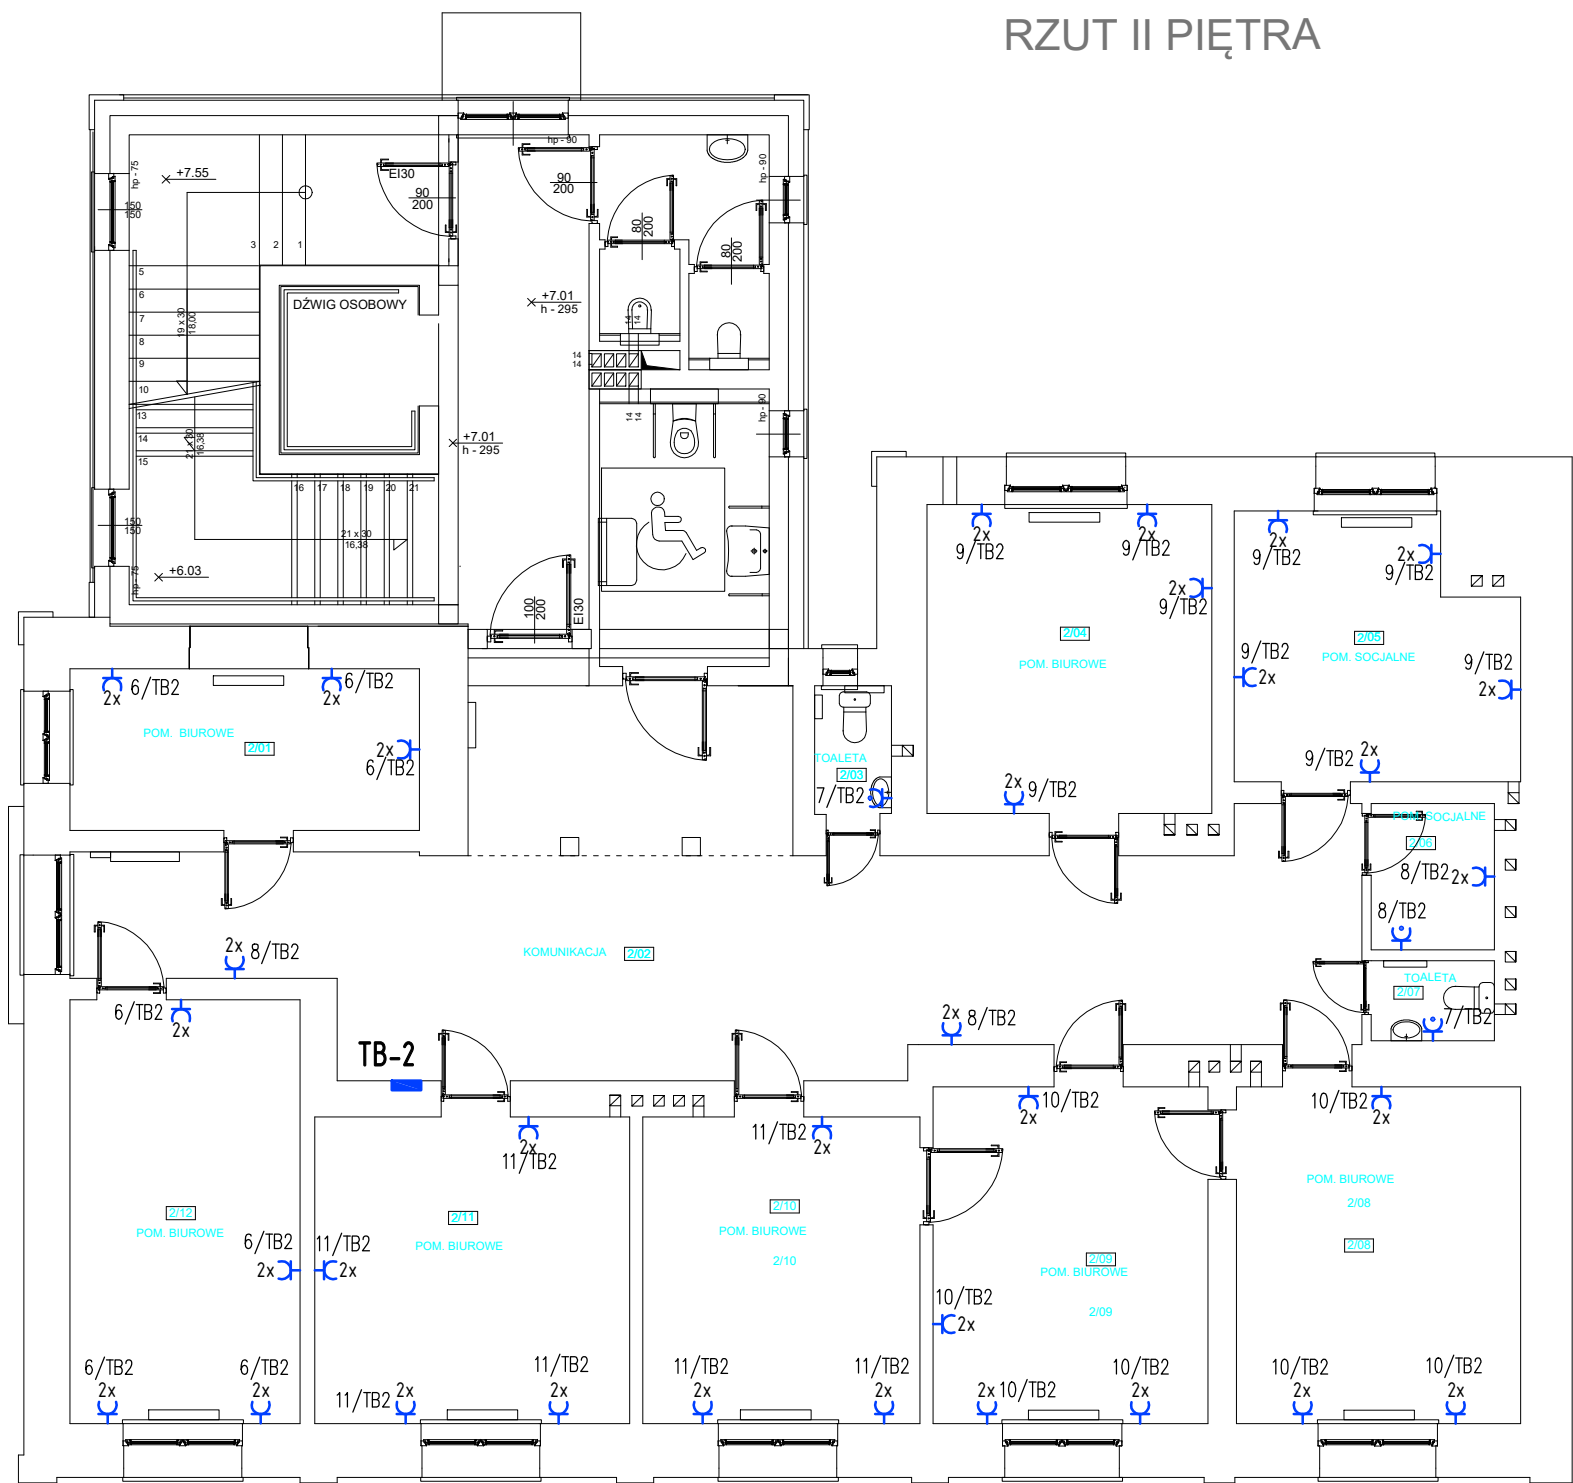 RZUT II PIĘTRA
hp - 75
+7.55
150
150
3
2
1
EI30
90
200
hp - 90
90
200
80
200
80
200
hp - 90
5
6
7
8
9
10
13
14
15
19 x 30
18,00
21 x 30
16,38
DŹWIG OSOBOWY
+7.01
h - 295
14
14
14
14
14
14
hp - 90
+7.01
h - 295
16
17
18
19
20
21
21 x 30
16,38
150
150
hp - 75
+6.03
100
200
EI30
2x
9/TB2
2x
9/TB2
2x
9/TB2
2/04
POM. BIUROWE
2x
9/TB2
2x
9/TB2
2x
9/TB2
2/05
POM. SOCJALNE
9/TB2
2x
9/TB2
2x
9/TB2
2x
6/TB2
2x
6/TB2
2x
POM. BIUROWE
2/01
2x
6/TB2
TOALETA
2/03
7/TB2
POM. SOCJALNE
2/06
8/TB2
2x
8/TB2
KOMUNIKACJA
2/02
2x
8/TB2
2x
8/TB2
TOALETA
2/07
7/TB2
6/TB2
2x
TB-2
2x
11/TB2
11/TB2
2x
10/TB2
2x
10/TB2
2x
2/12
POM. BIUROWE
6/TB2
2x
11/TB2
2x
2/11
POM. BIUROWE
2/10
POM. BIUROWE
2/10
2/09
POM. BIUROWE
2/09
10/TB2
2x
POM. BIUROWE
2/08
2/08
6/TB2
2x
6/TB2
2x
11/TB2
2x
11/TB2
2x
11/TB2
2x
11/TB2
2x
2x
10/TB2
10/TB2
2x
10/TB2
2x
10/TB2
2x